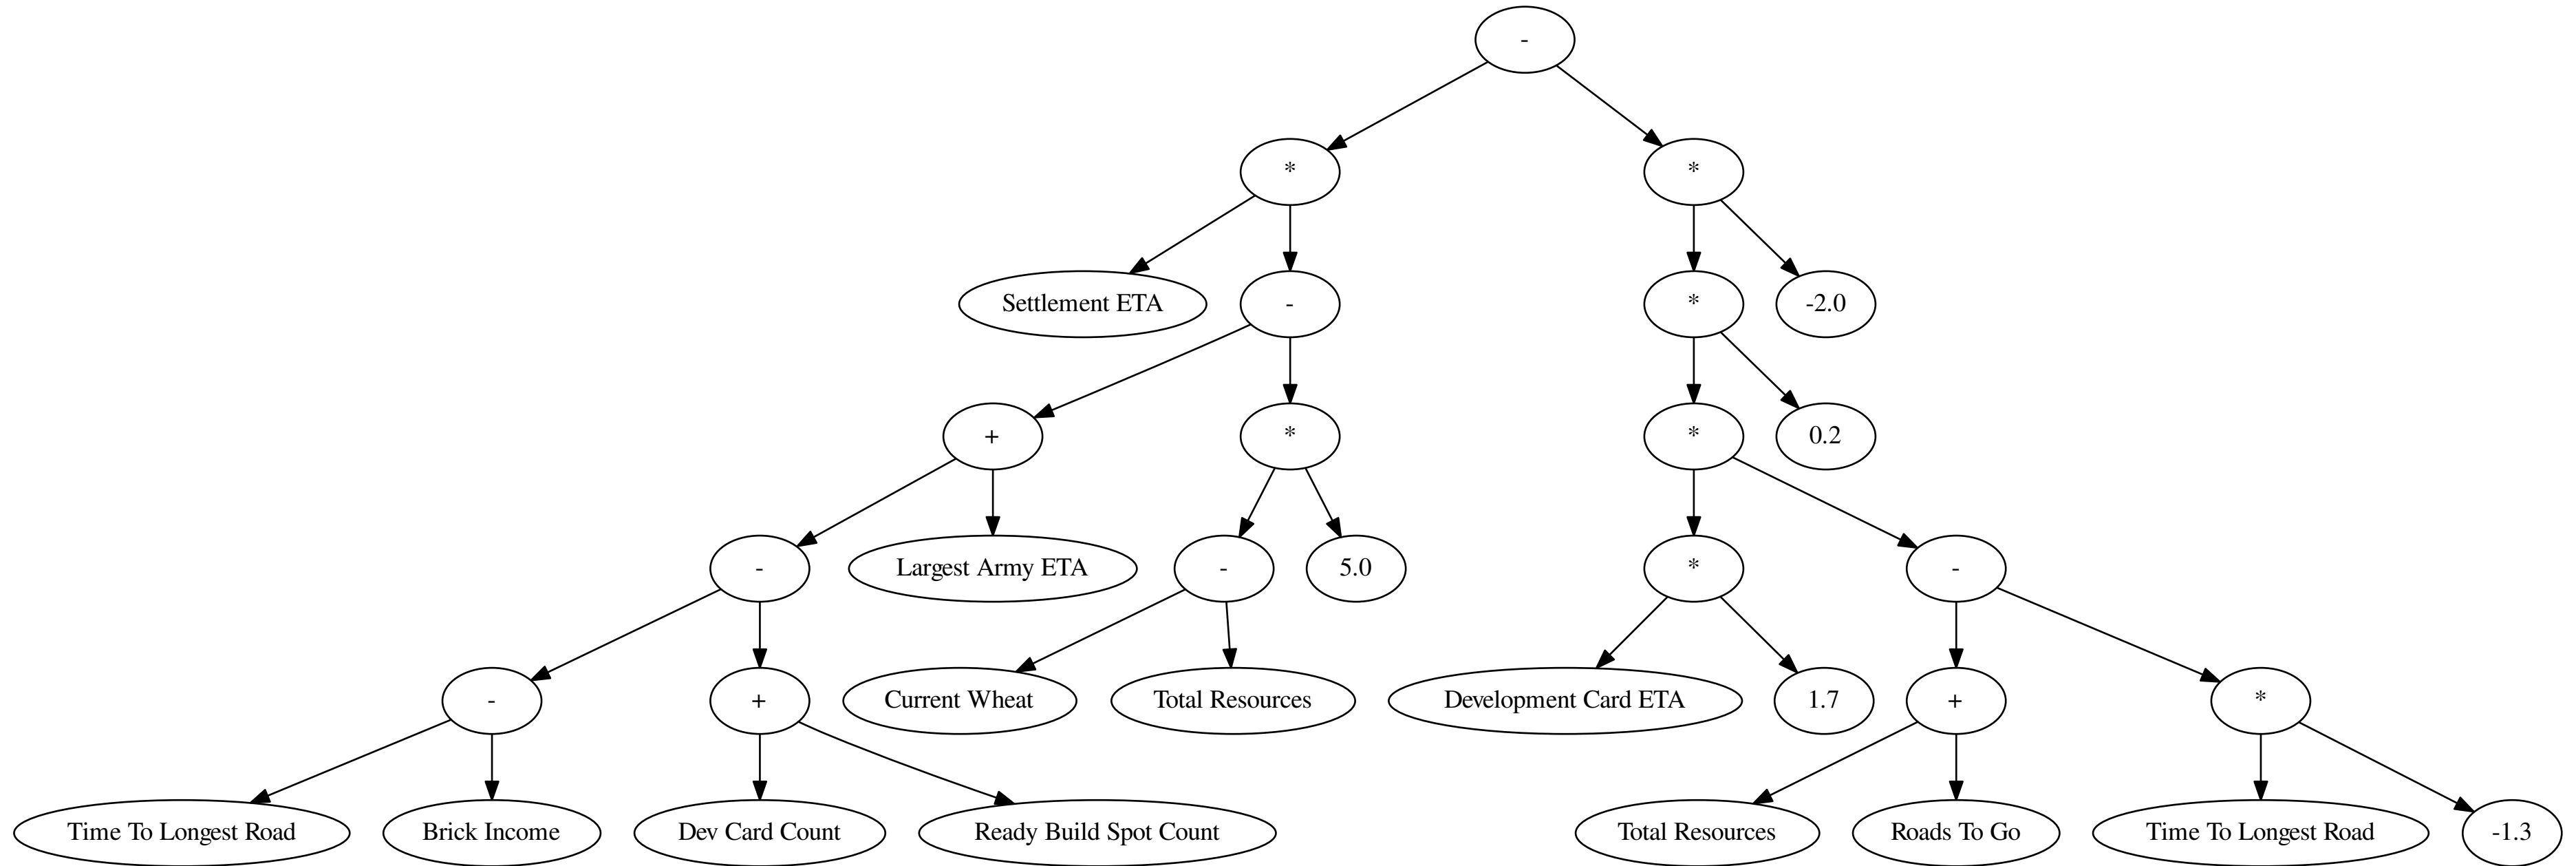 -
*
*
Settlement ETA
-
*
-2.0
+
*
*
0.2
-
Largest Army ETA
-
5.0
*
-
-
+
Current Wheat
Total Resources
Development Card ETA
1.7
+
*
Time To Longest Road
Brick Income
Dev Card Count
Ready Build Spot Count
Total Resources
Roads To Go
Time To Longest Road
-1.3